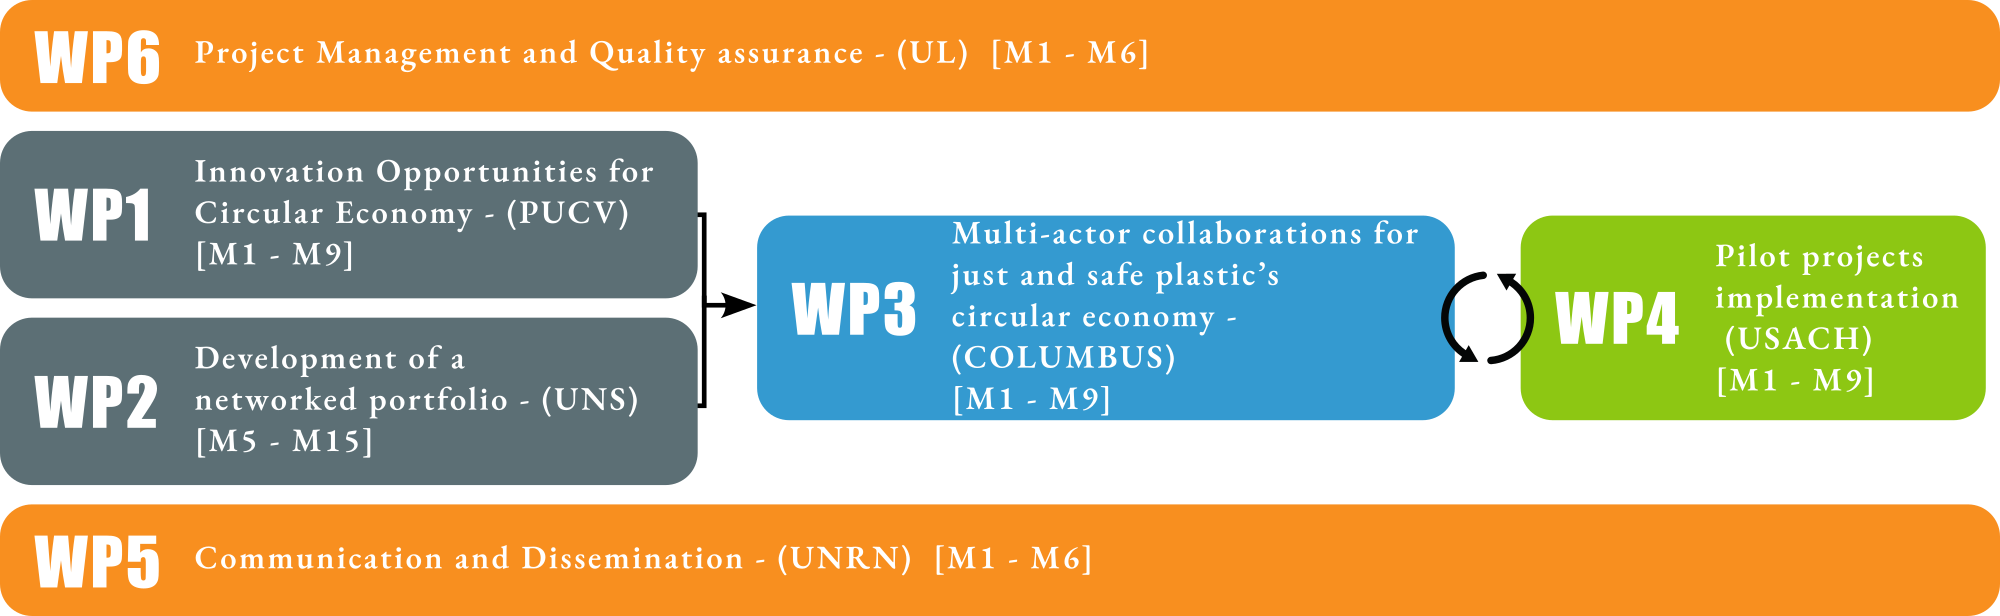 WP6
Project Management and Quality assurance - (UL) [M1 - M6]
WP1
Innovation Opportunities for
Circular Economy - (PUCV)
[M1 - M9]
WP2
Development of a
networked portfolio - (UNS)
[M5 - M15]
WP3
Multi-actor collaborations for
just and safe plastic’s
circular economy -
(COLUMBUS)
[M1 - M9]
WP4
Pilot projects
implementation
(USACH)
[M1 - M9]
WP5
Communication and Dissemination - (UNRN) [M1 - M6]